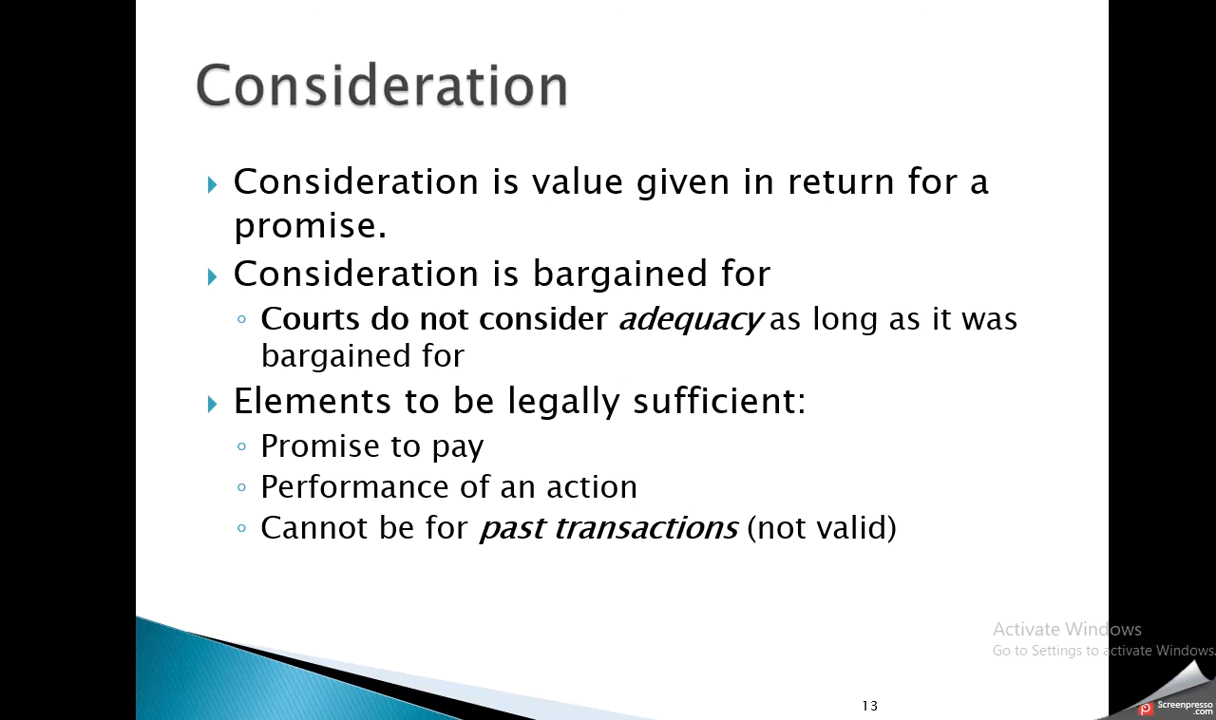 Consideration
Consideration is value given in return for a
promise.
Consideration is bargained for
Courts do not consider adequacy as long as it was
bargained for
Elements to be legally sufficient:
Promise to pay
Performance of an action
Cannot be for past transactions (not valid)
Activate Windows
Go to Settings to activate Windows.
13
Screenpresso
.com